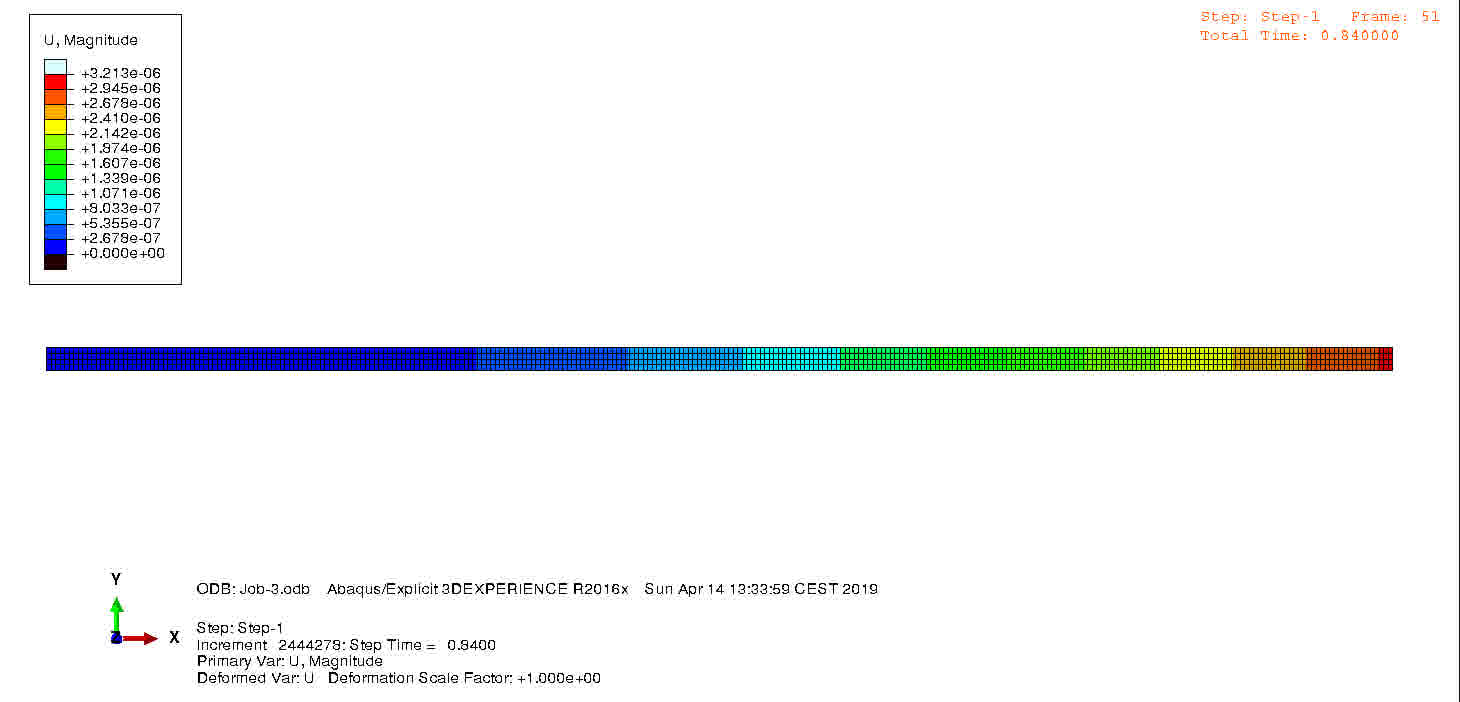 Step: Step-1 Frame: 51
Total Time: 0.840000
U, Magnitude
+3.213e-06
+2.945e-06
+2.678e-06
+2.410e-06
+2.142e-06
+1.874e-06
+1.607e-06
+1.339e-06
+1.071e-06
+8.033e-07
+5.355e-07
+2.678e-07
+0.000e+00
Y
X
ODB: Job-3.odb Abaqus/Explicit 3DEXPERIENCE R2016x Sun Apr 14 13:33:59 CEST 2019
Step: Step-1
Increment 2444278: Step Time = 0.8400
Primary Var: U, Magnitude
Deformed Var: U Deformation Scale Factor: +1.000e+00